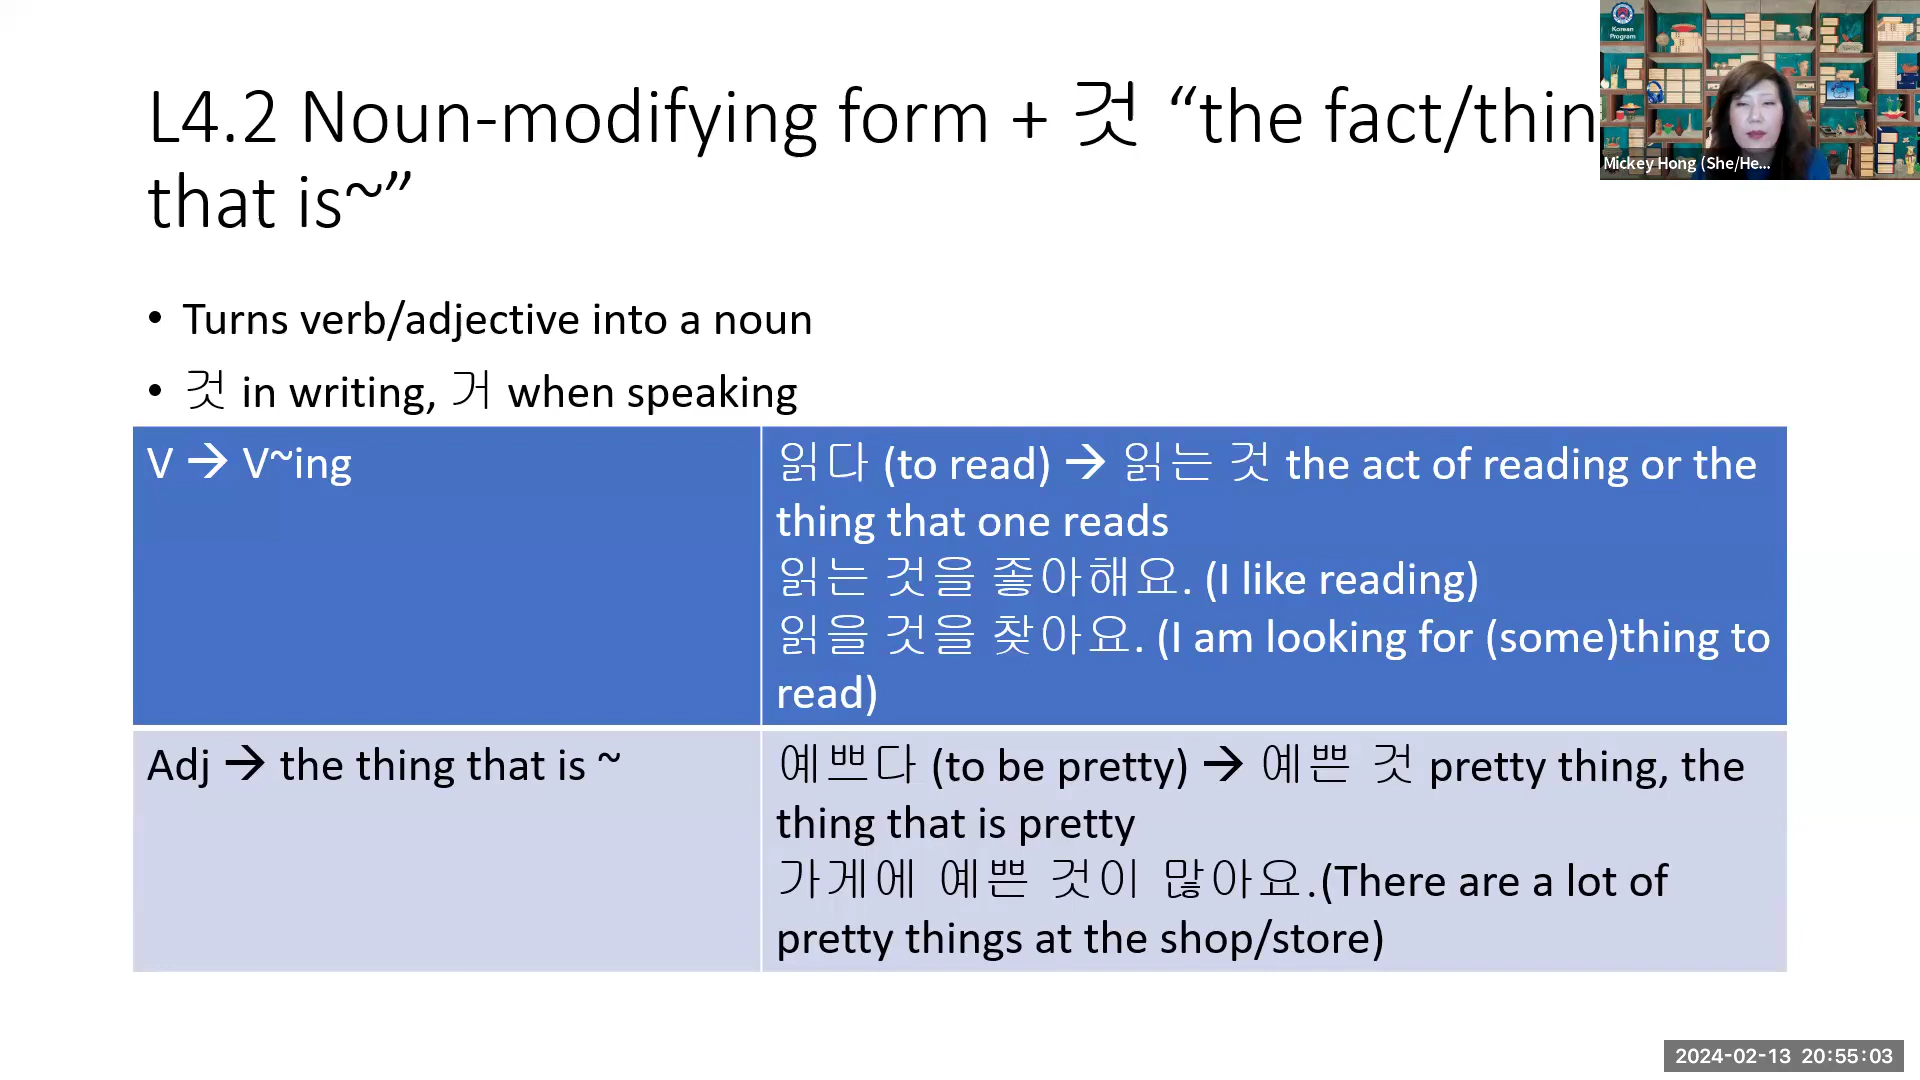 L4.2 Noun-modifying form + 것 “the fact/thin
that is~”
• Turns verb/adjective into a noun
• 것 in writing, 거 when speaking
V → V~ing
읽다 (to read) → 읽는 것 the act of reading or the
thing that one reads
읽는 것을 좋아해요. (I like reading)
읽을 것을 찾아요. (I am looking for (some)thing to
read)
Adj → the thing that is ~
예쁘다 (to be pretty) → 예쁜 것 pretty thing, the
thing that is pretty
가게에 예쁜 것이 많아요.(There are a lot of
pretty things at the shop/store)
Korean
Program
Mickey Hong (She/He...
2024-02-13 20:55:03